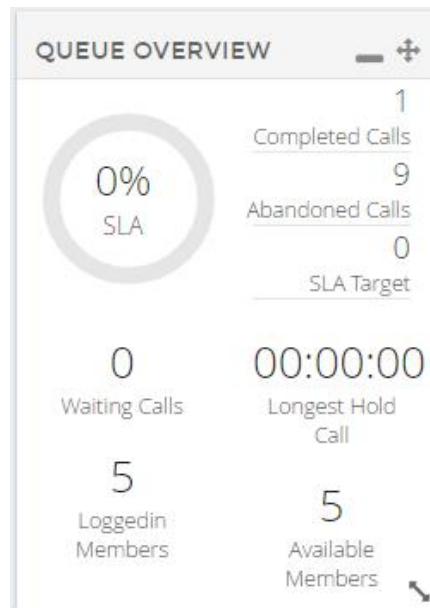 QUEUE OVERVIEW
0%
SLA
1
Completed Calls
9
Abandoned Calls
0
SLA Target
0
Waiting Calls
00:00:00
Longest Hold
Call
5
Loggedin
Members
5
Available
Members